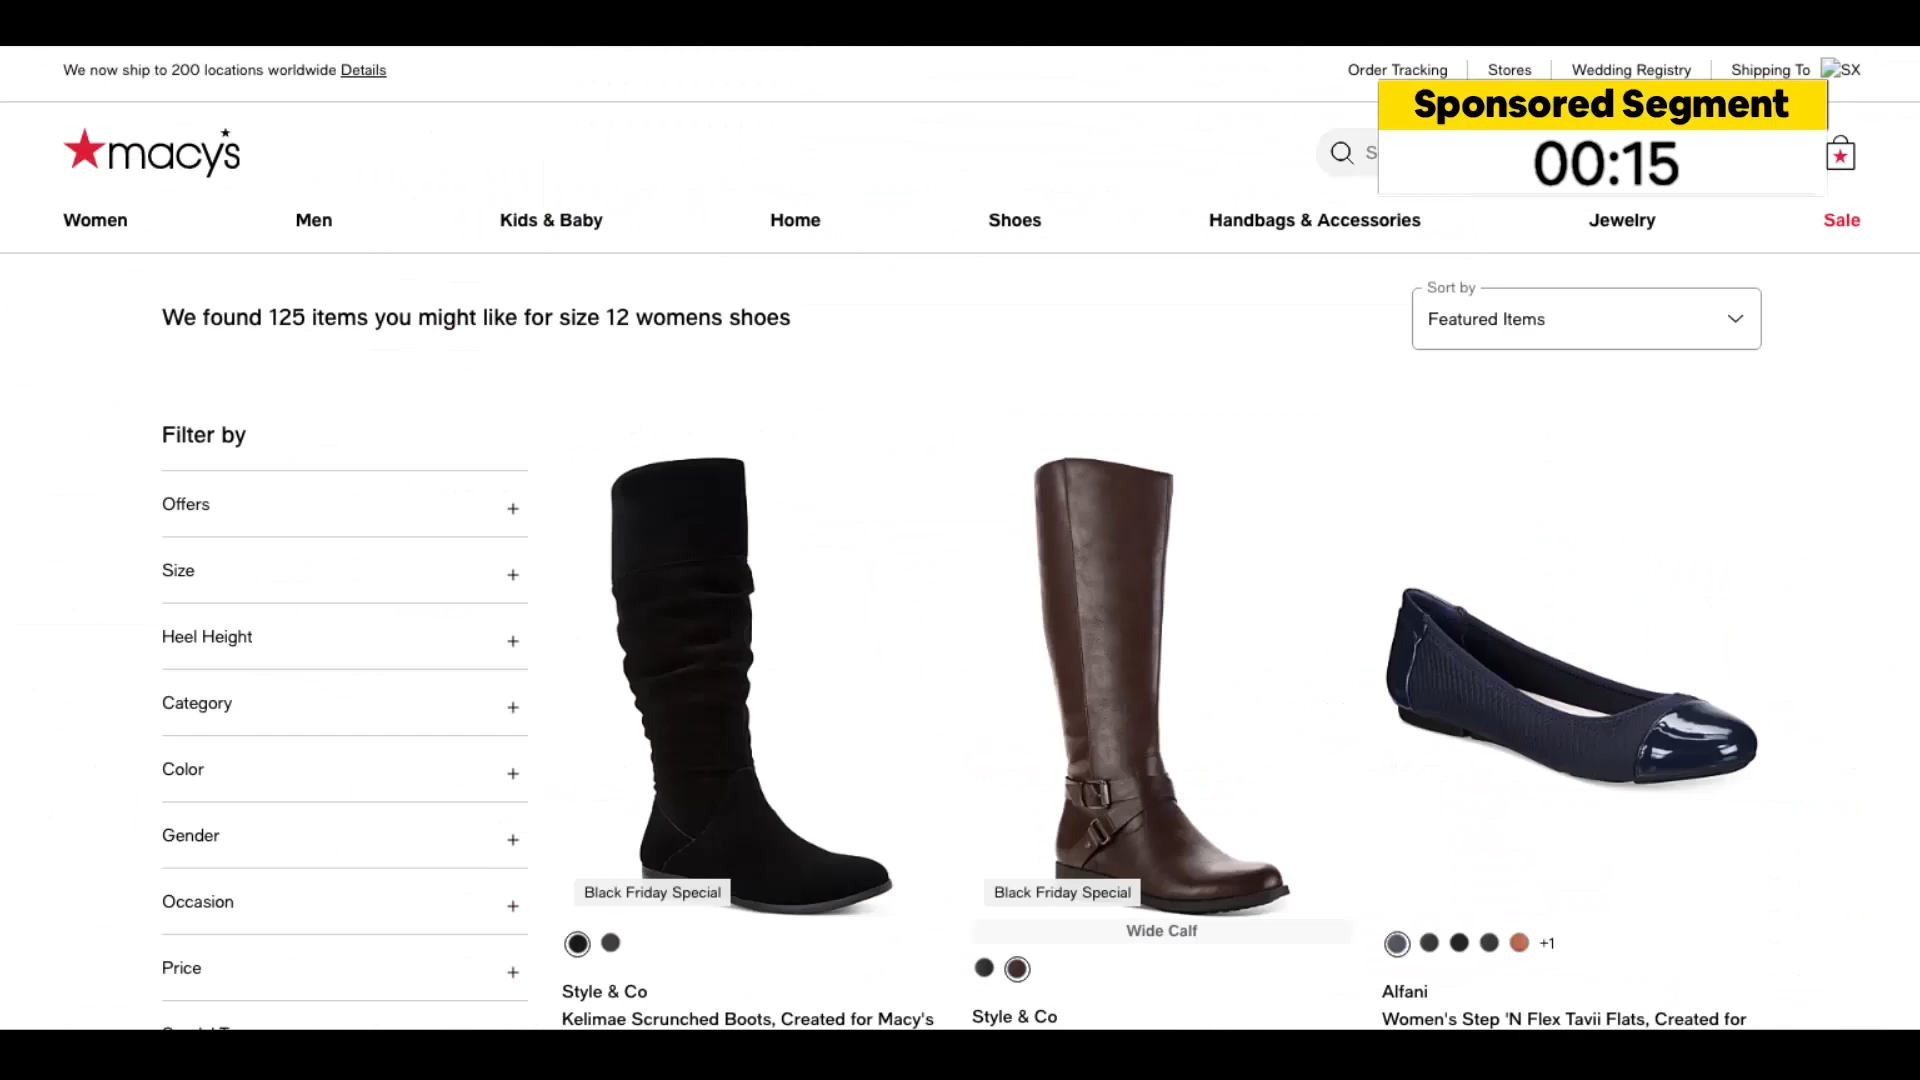 We now ship to 200 locations worldwide Details
Order Tracking
Stores
Wedding Registry
Shipping To
SX
Sponsored Segment
00:15
macy's
S
Women
Men
Kids & Baby
Home
Shoes
Handbags & Accessories
Jewelry
Sale
We found 125 items you might like for size 12 womens shoes
Sort by
Featured Items
Filter by
Offers
Size
Heel Height
Category
Color
Gender
Occasion
Price
Black Friday Special
Style & Co
Kelimae Scrunched Boots, Created for Macy's
Black Friday Special
Wide Calf
Style & Co
+1
Alfani
Women's Step 'N Flex Tavii Flats, Created for